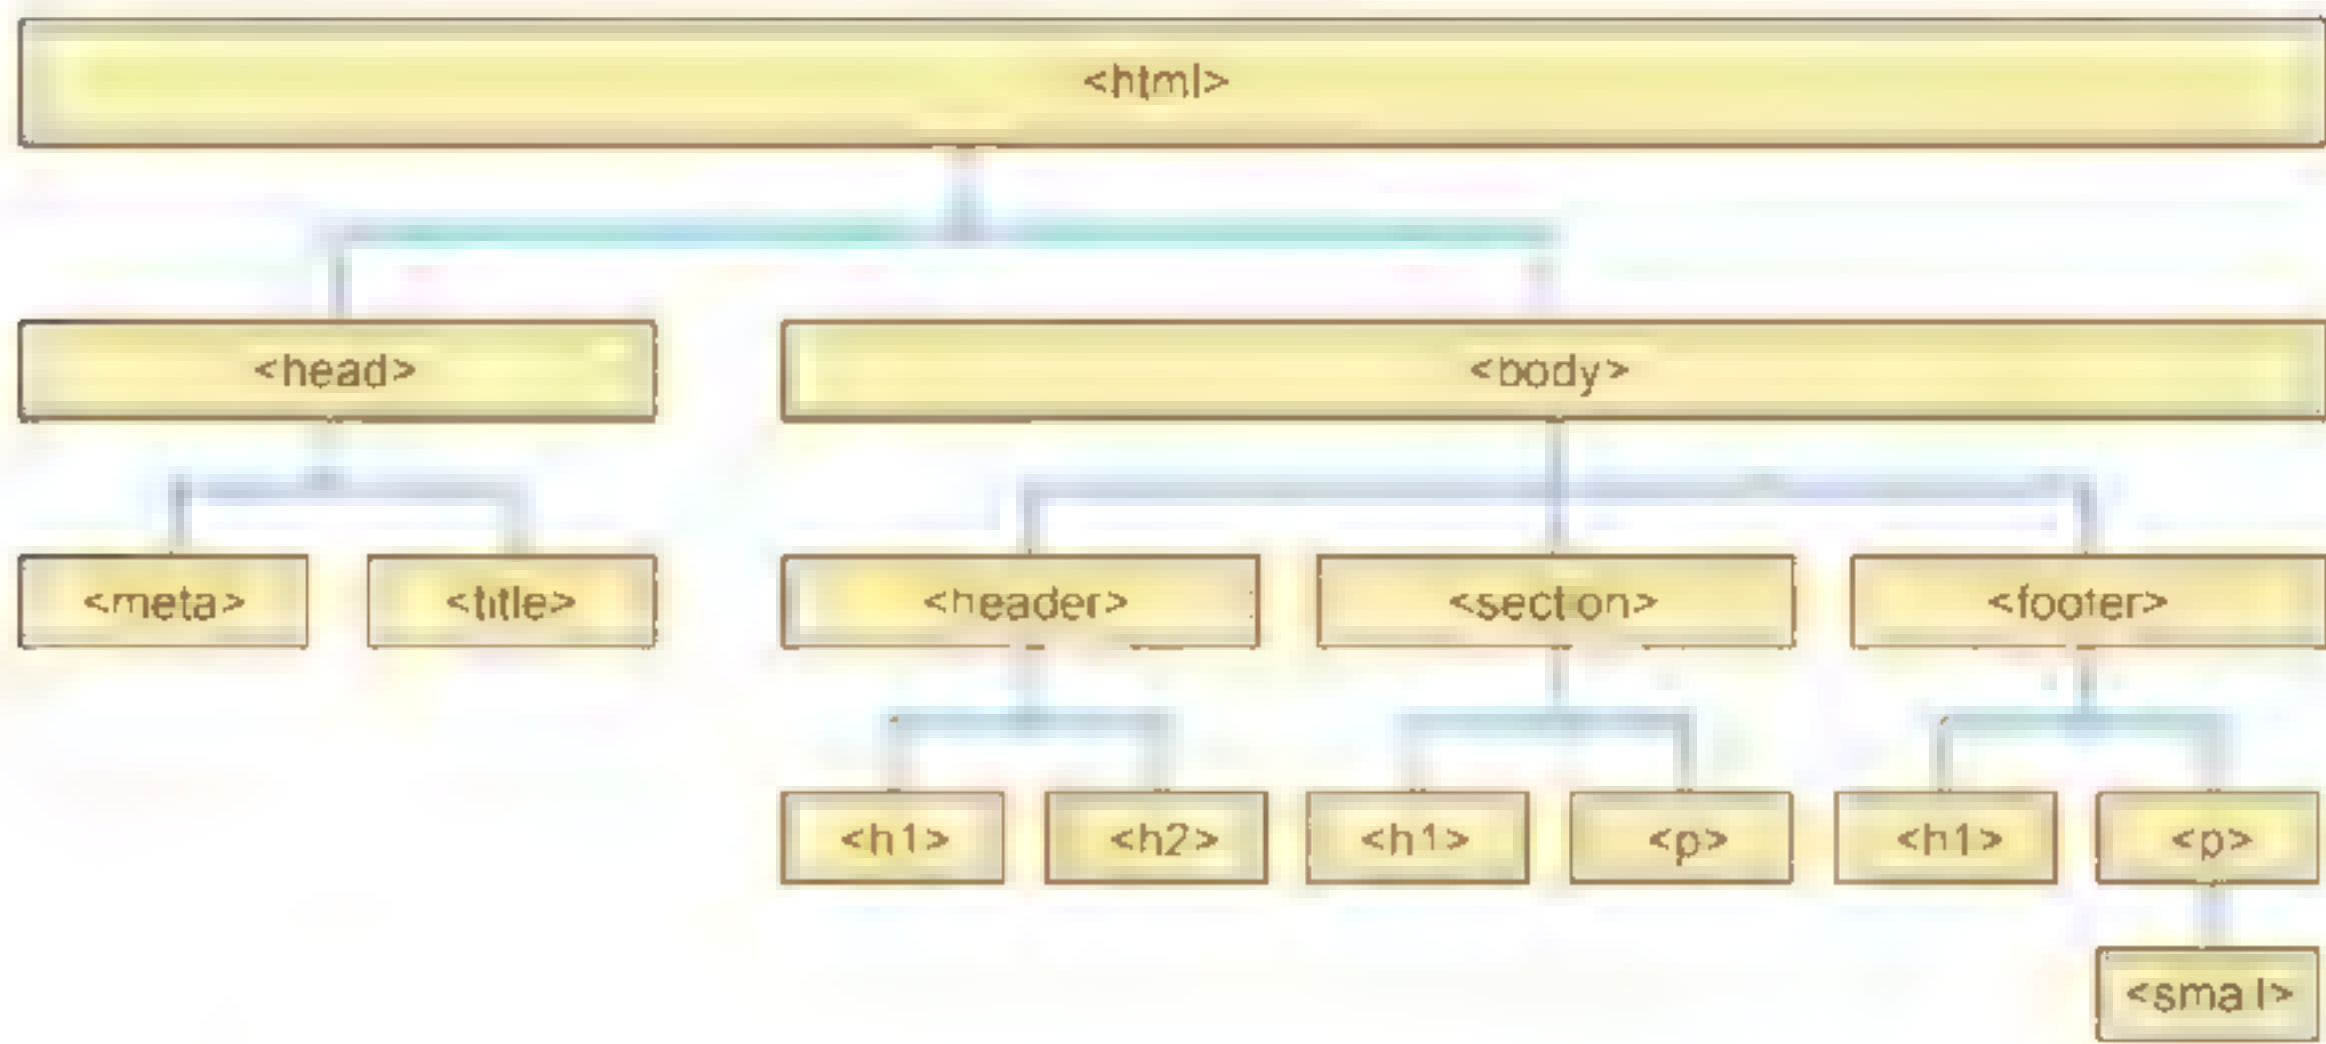 <html>
<head> <body>
<meta> <title> <header> <section> <footer>
<h1> <h2> <h1> <p> <h1> <p>
<small>